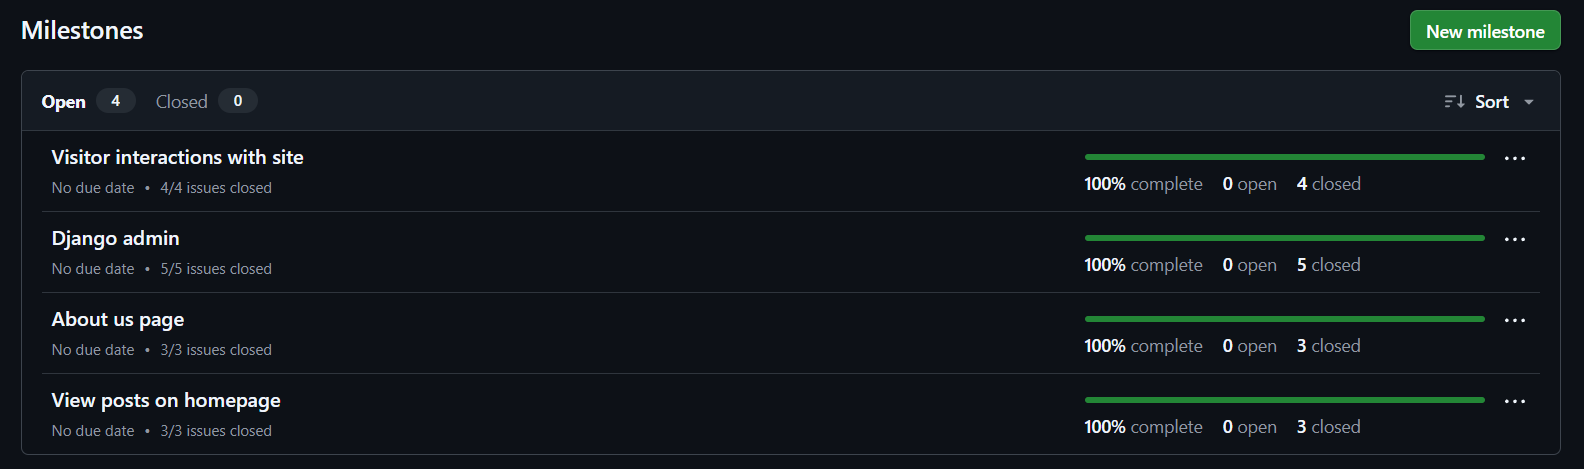 Milestones
New milestone
Open 4 Closed 0 Sort
Visitor interactions with site
No due date • 4/4 issues closed
100% complete 0 open 4 closed
Django admin
No due date • 5/5 issues closed
100% complete 0 open 5 closed
About us page
No due date • 3/3 issues closed
100% complete 0 open 3 closed
View posts on homepage
No due date • 3/3 issues closed
100% complete 0 open 3 closed